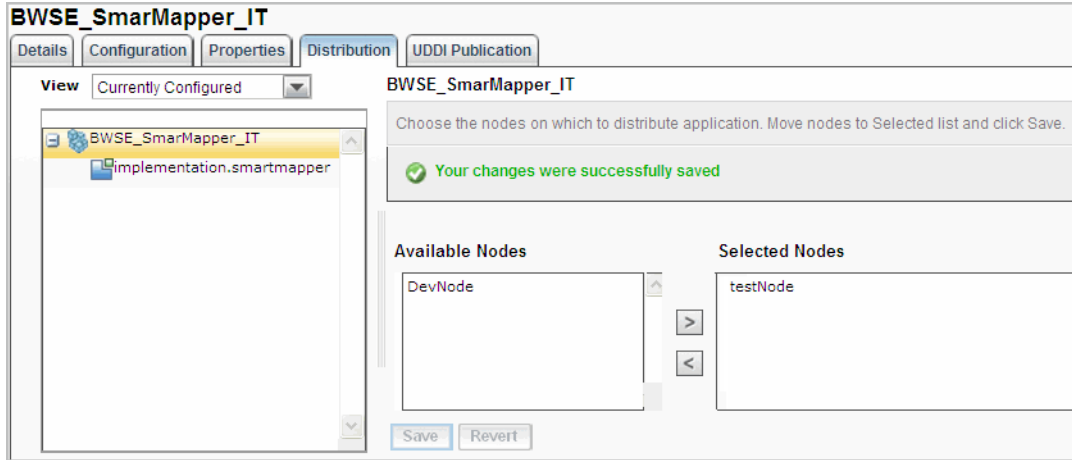 BWSE_SmarMapper_IT
Details Configuration Properties Distribution UDDI Publication
View Currently Configured
BWSE_SmarMapper_IT
implementation.smartmapper
BWSE_SmarMapper_IT
Choose the nodes on which to distribute application. Move nodes to Selected list and click Save.
Your changes were successfully saved
Available Nodes
DevNode
>
<
Selected Nodes
testNode
Save Revert